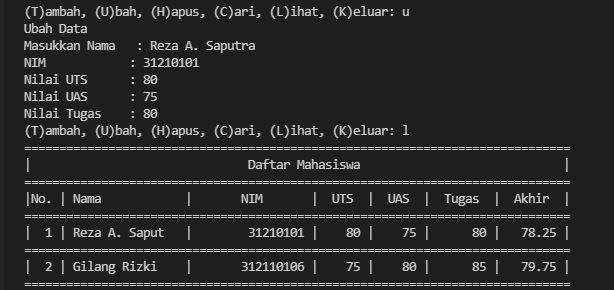 (T)ambah, (U)bah, (H)apus, (C)ari, (L)ihat, (K)eluar: u
Ubah Data
Masukkan Nama   : Reza A. Saputra
NIM            : 31210101
Nilai UTS      : 80
Nilai UAS      : 75
Nilai Tugas    : 80
(T)ambah, (U)bah, (H)apus, (C)ari, (L)ihat, (K)eluar: l
==============================================================================
|                               Daftar Mahasiswa                             |
==============================================================================
|No. | Nama            |       NIM       |  UTS  |  UAS  |  Tugas  |  Akhir  |
==============================================================================
|  1 | Reza A. Saput   |        31210101 |    80 |    75 |      80 |   78.25 |
==============================================================================
|  2 | Gilang Rizki    |       312110106 |    75 |    80 |      85 |   79.75 |
==============================================================================